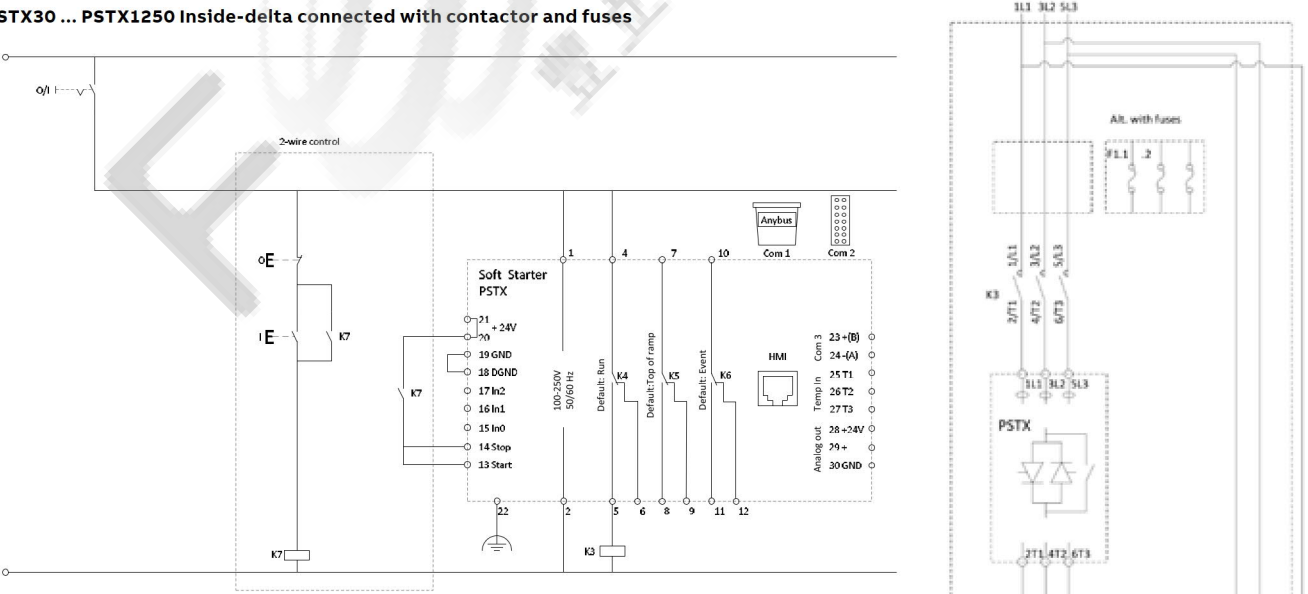 STX30 ... PSTX1250 Inside-delta connected with contactor and fuses
O/I
2-wire control
O
I
K7
K7
K7
Soft Starter
PSTX
1
4
7
10
Anybus
Com 1
Com 2
21
+ 24V
20
19 GND
18 DGND
17 In2
16 In1
15 In0
14 Stop
13 Start
100-250V
50/60 Hz
Default: Run
K4
Default:Top of ramp
K5
Default: Event
K6
HMI
Com 3
23 +(B)
24 -(A)
Temp In
25 T1
26 T2
27 T3
Analog out
28 +24V
29 +
30 GND
22
2
5
6
8
9
11
12
K3
1L1 3L2 5L3
Alt. with fuses
F1.1 .2
1/L1
3/L2
5/L3
K3
2/T1
4/T2
6/T3
1L1 3L2 5L3
PSTX
2T1 4T2 6T3